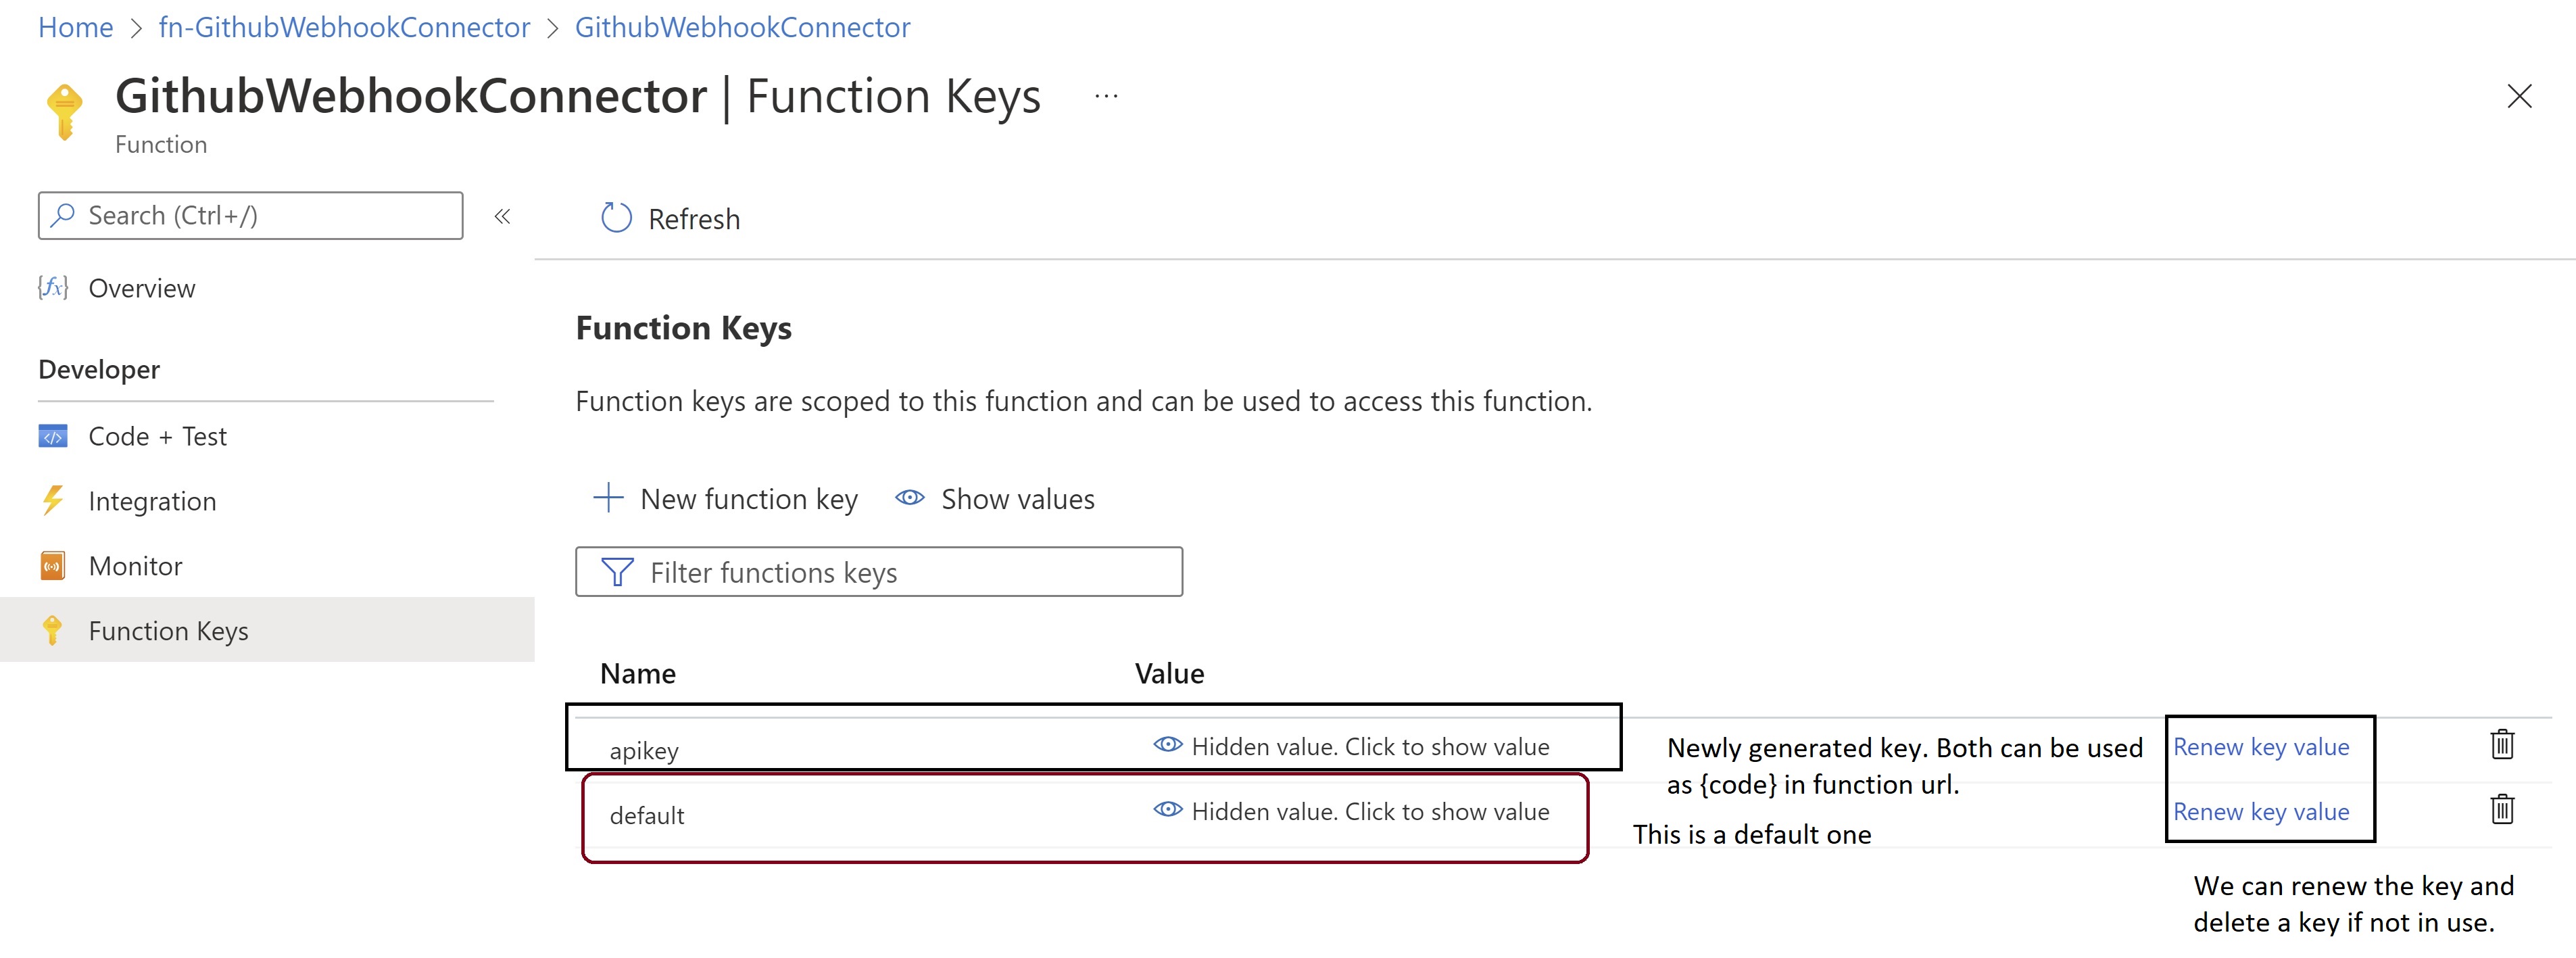 Home > fn-GithubWebhookConnector > GithubWebhookConnector
GithubWebhookConnector | Function Keys ...
Function
Search (Ctrl+/)
«
Refresh
{fx} Overview
Function Keys
Developer
Function keys are scoped to this function and can be used to access this function.
Code + Test
Integration
New function key
Show values
Monitor
Filter functions keys
Function Keys
Name
Value
apikey
Hidden value. Click to show value
Newly generated key. Both can be used
as {code} in function url.
Renew key value
default
Hidden value. Click to show value
This is a default one
Renew key value
We can renew the key and
delete a key if not in use.